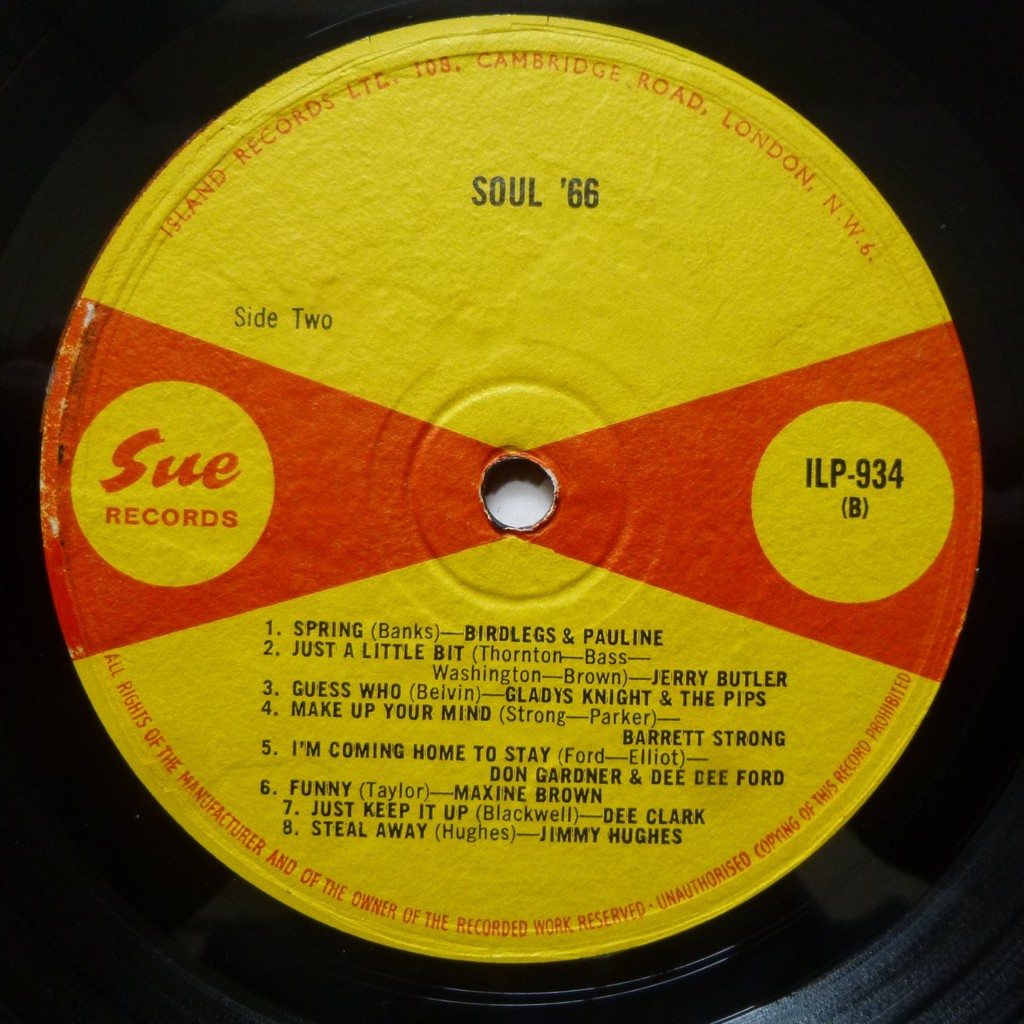 ISLAND RECORDS LTD. 108, CAMBRIDGE ROAD, LONDON, N.W.6.
SOUL '66
Side Two
Sue
RECORDS
ILP-934
(B)
1. SPRING (Banks)—BIRDLEGS & PAULINE
2. JUST A LITTLE BIT (Thornton—Bass—
Washington—Brown)—JERRY BUTLER
3. GUESS WHO (Belvin)—GLADYS KNIGHT & THE PIPS
4. MAKE UP YOUR MIND (Strong—Parker)—
BARRETT STRONG
5. I'M COMING HOME TO STAY (Ford—Elliot)—
DON GARDNER & DEE DEE FORD
6. FUNNY (Taylor)—MAXINE BROWN
7. JUST KEEP IT UP (Blackwell)—DEE CLARK
8. STEAL AWAY (Hughes)—JIMMY HUGHES
ALL RIGHTS OF THE MANUFACTURER AND OF THE OWNER OF THE RECORDED WORK RESERVED · UNAUTHORISED COPYING OF THIS RECORD PROHIBITED